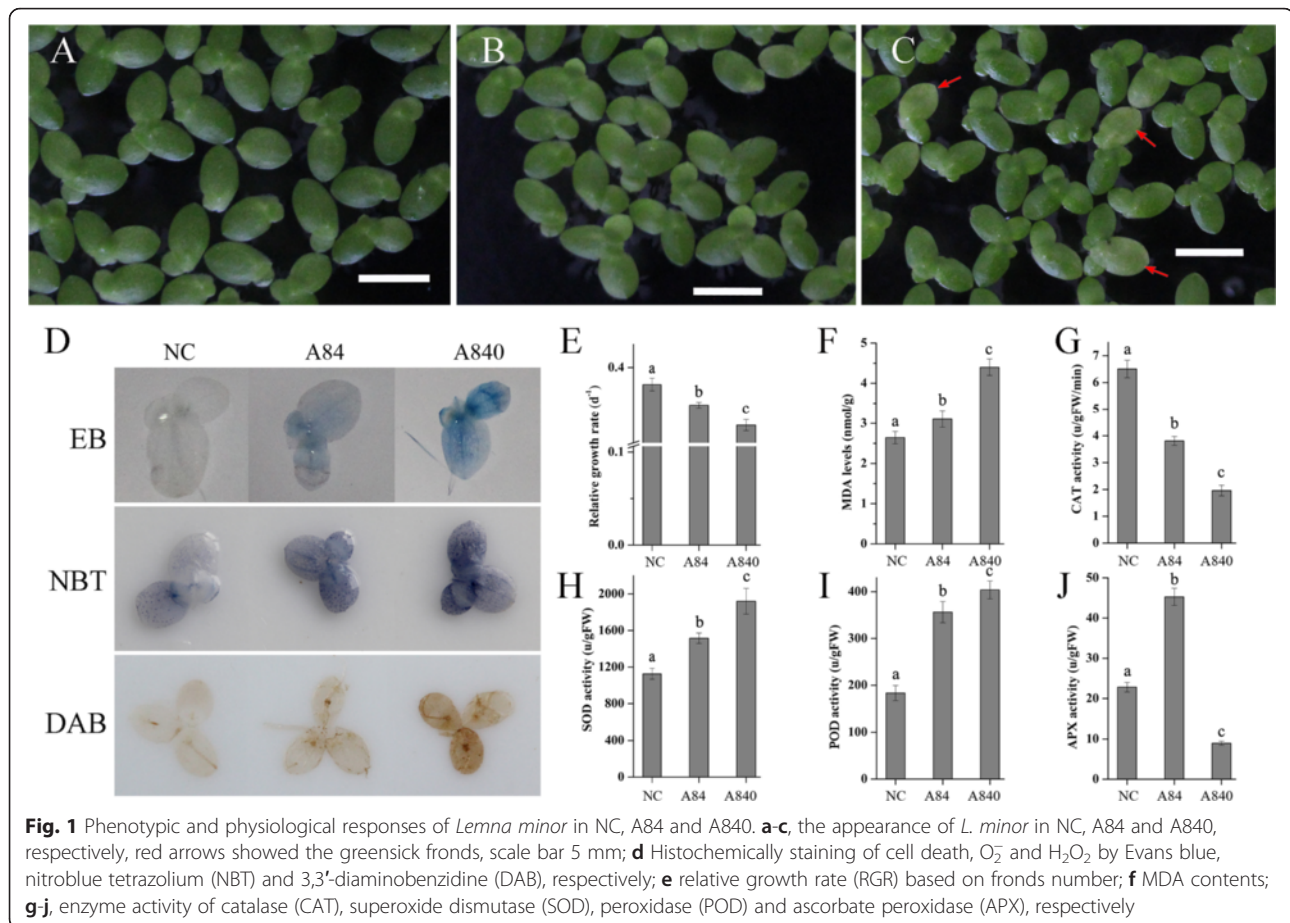 A
B
C
D
NC A84 A840
EB
NBT
DAB
E
Relative growth rate (d⁻¹)
0.4
0.1
0.0
a
b
c
NC A84 A840
F
MDA levels (nmol/g)
5
4
3
2
1
0
a
b
c
NC A84 A840
G
CAT activity (u/gFW/min)
7
6
5
4
3
2
1
0
a
b
c
NC A84 A840
H
SOD activity (u/gFW)
2000
1600
1200
800
400
0
a
b
c
NC A84 A840
I
POD activity (u/gFW)
400
300
200
100
0
a
b
c
NC A84 A840
J
APX activity (u/gFW)
50
40
30
20
10
0
a
b
c
NC A84 A840
Fig. 1 Phenotypic and physiological responses of Lemna minor in NC, A84 and A840. a-c, the appearance of L. minor in NC, A84 and A840,
respectively, red arrows showed the greensick fronds, scale bar 5 mm; d Histochemically staining of cell death, O₂⁻ and H₂O₂ by Evans blue,
nitroblue tetrazolium (NBT) and 3,3′-diaminobenzidine (DAB), respectively; e relative growth rate (RGR) based on fronds number; f MDA contents;
g-j, enzyme activity of catalase (CAT), superoxide dismutase (SOD), peroxidase (POD) and ascorbate peroxidase (APX), respectively